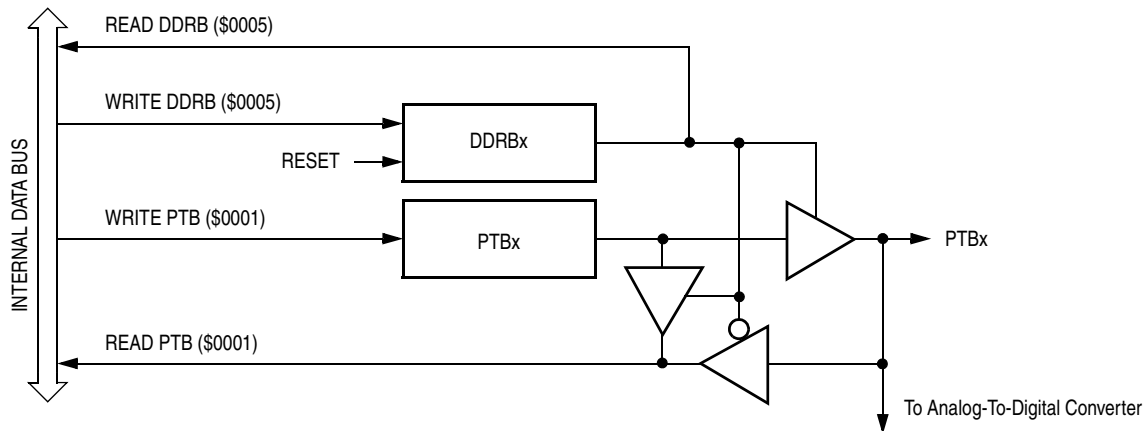 READ DDRB ($0005)
WRITE DDRB ($0005)
DDRBx
RESET
INTERNAL DATA BUS
WRITE PTB ($0001)
PTBx
PTBx
READ PTB ($0001)
To Analog-To-Digital Converter